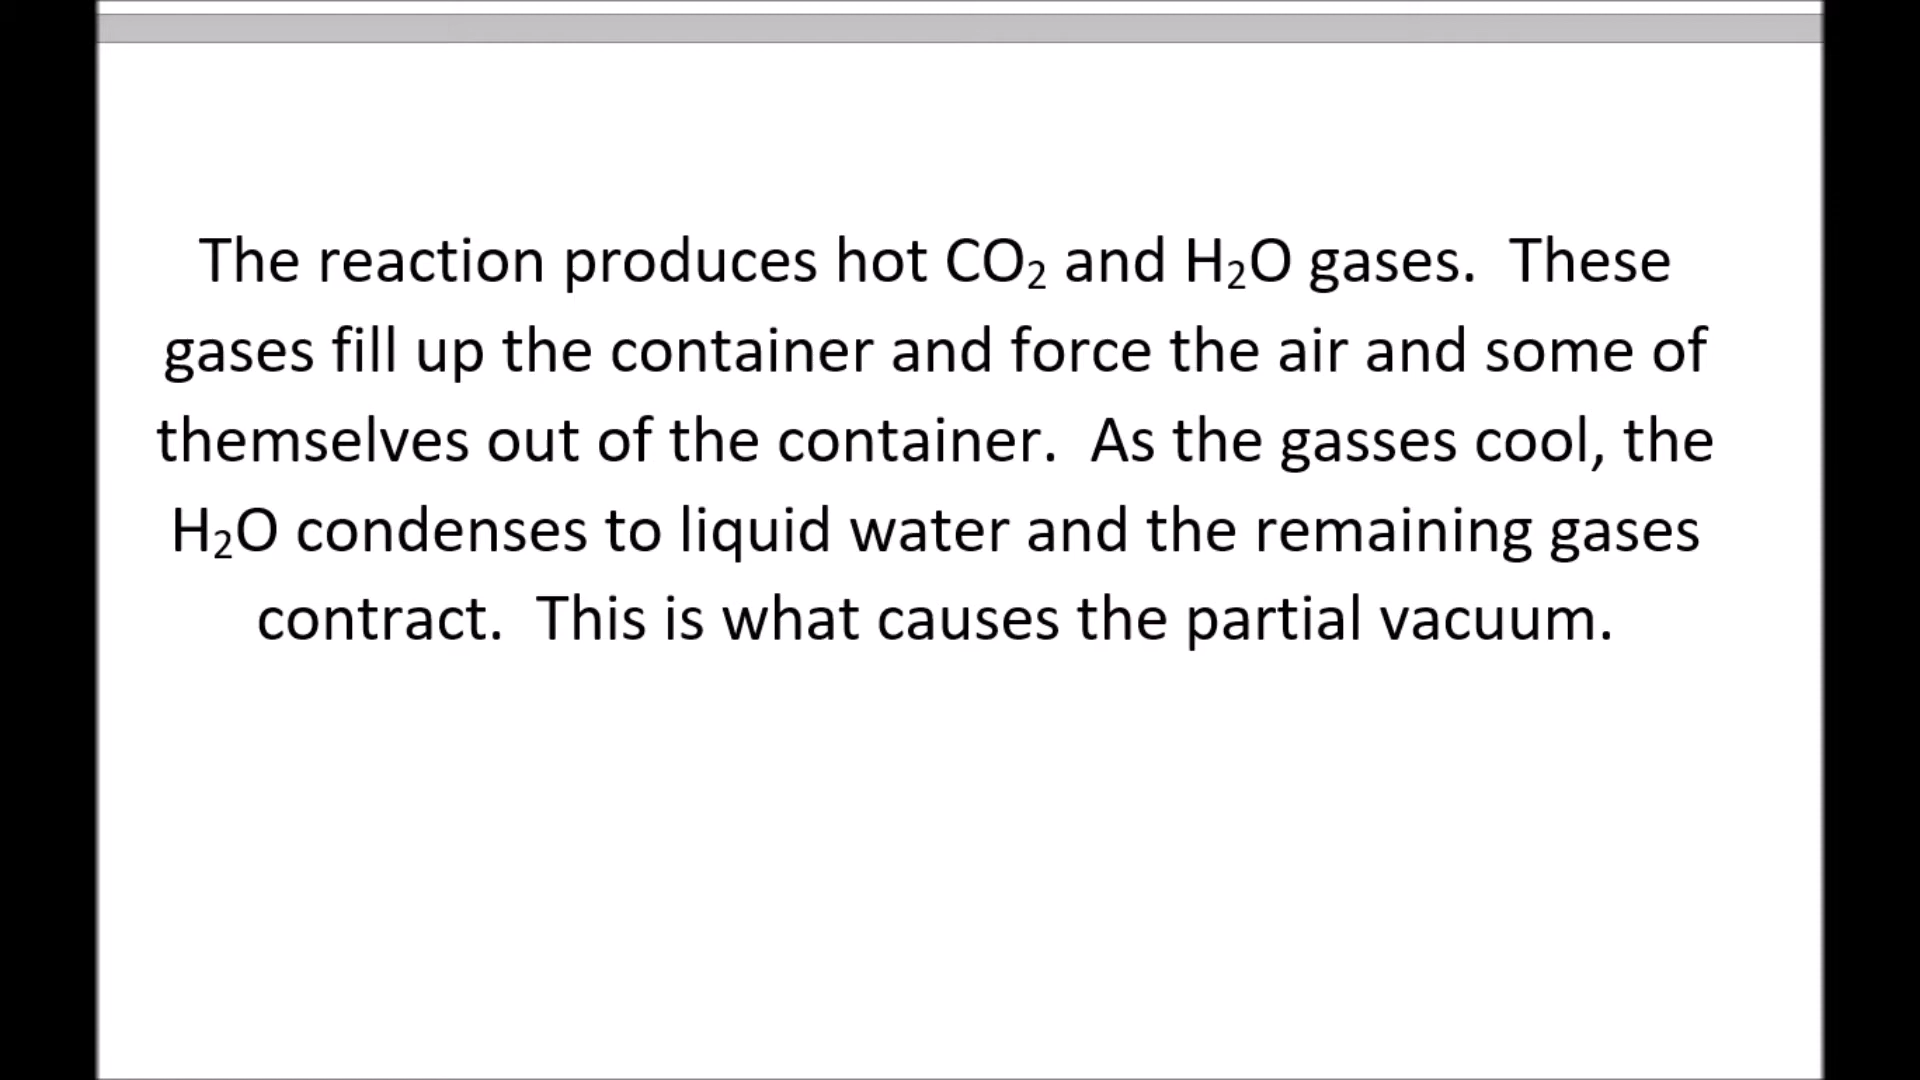 The reaction produces hot CO₂ and H₂O gases.  These
gases fill up the container and force the air and some of
themselves out of the container.  As the gasses cool, the
H₂O condenses to liquid water and the remaining gases
contract.  This is what causes the partial vacuum.